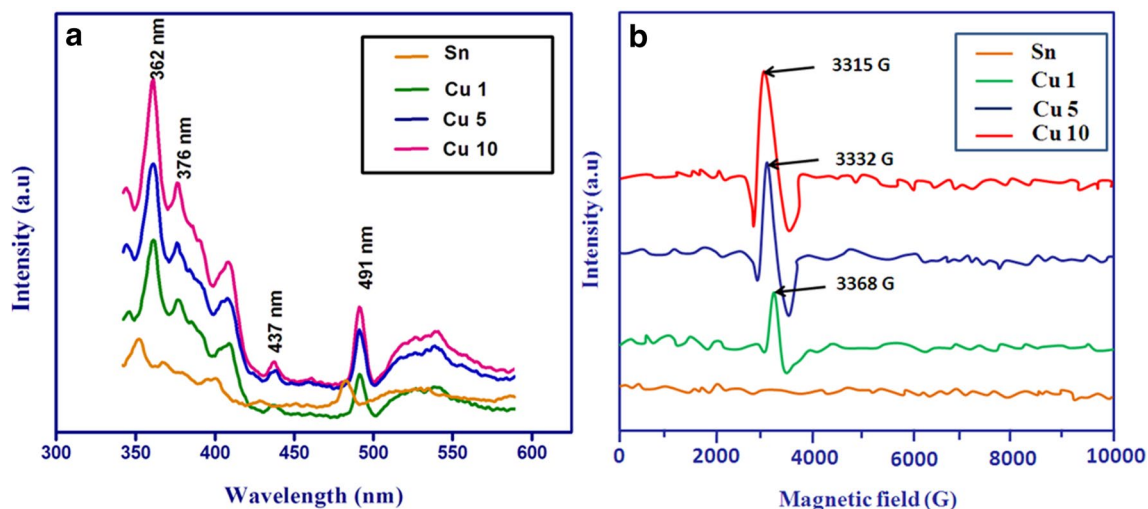 a
362 nm
376 nm
437 nm
491 nm
Sn
Cu 1
Cu 5
Cu 10
Intensity (a.u)
300 350 400 450 500 550 600
Wavelength (nm)
b
3315 G
3332 G
3368 G
Sn
Cu 1
Cu 5
Cu 10
Intensity (a.u)
0 2000 4000 6000 8000 10000
Magnetic field (G)